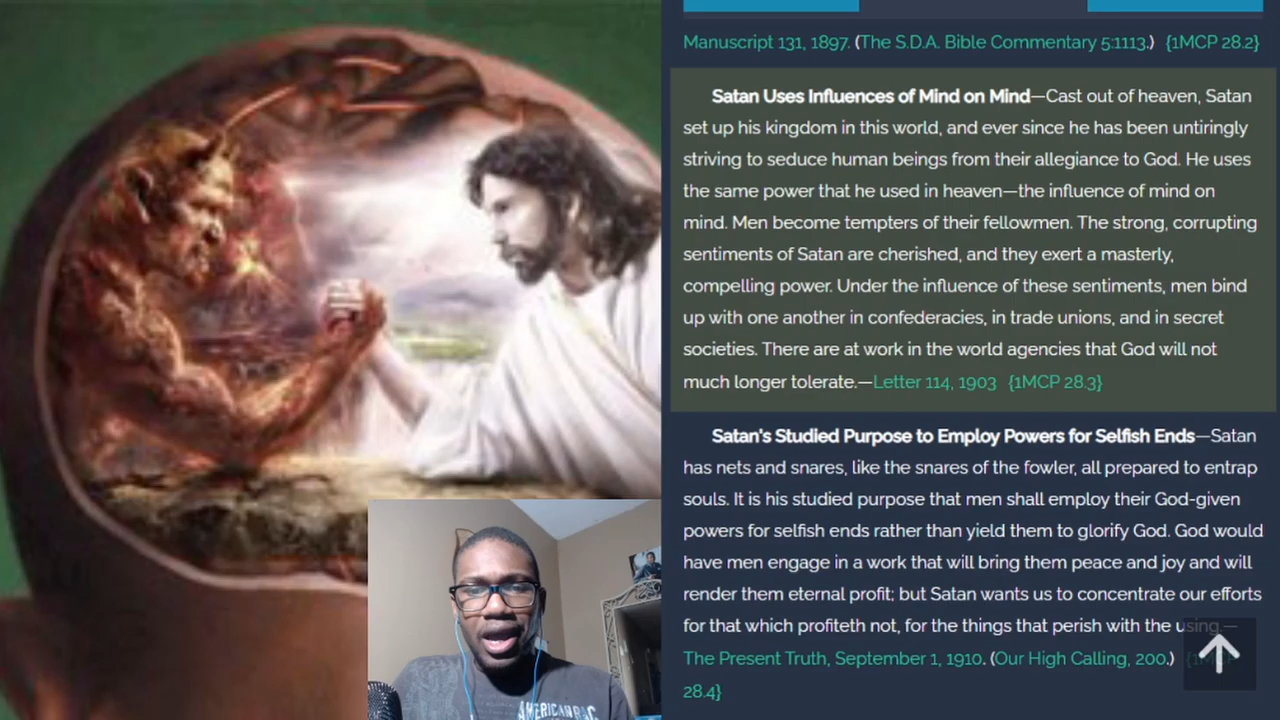 Manuscript 131, 1897. (The S.D.A. Bible Commentary 5:1113.) {1MCP 28.2}
Satan Uses Influences of Mind on Mind—Cast out of heaven, Satan
set up his kingdom in this world, and ever since he has been untiringly
striving to seduce human beings from their allegiance to God. He uses
the same power that he used in heaven—the influence of mind on
mind. Men become tempters of their fellowmen. The strong, corrupting
sentiments of Satan are cherished, and they exert a masterly,
compelling power. Under the influence of these sentiments, men bind
up with one another in confederacies, in trade unions, and in secret
societies. There are at work in the world agencies that God will not
much longer tolerate.—Letter 114, 1903 {1MCP 28.3}
Satan's Studied Purpose to Employ Powers for Selfish Ends—Satan
has nets and snares, like the snares of the fowler, all prepared to entrap
souls. It is his studied purpose that men shall employ their God-given
powers for selfish ends rather than yield them to glorify God. God would
have men engage in a work that will bring them peace and joy and will
render them eternal profit; but Satan wants us to concentrate our efforts
for that which profiteth not, for the things that perish with the using.—
The Present Truth, September 1, 1910. (Our High Calling, 200.) {1MCP
28.4}
AMERICAN RAG